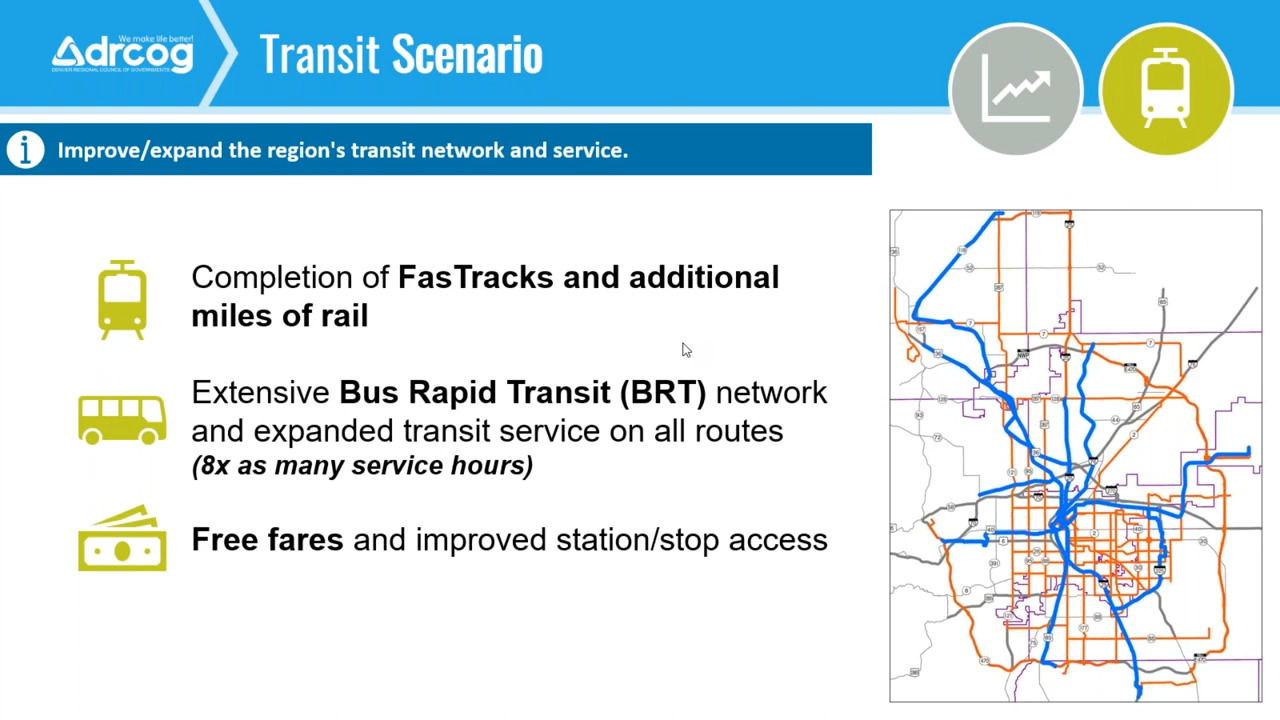 We make life better!
drcog
DENVER REGIONAL COUNCIL OF GOVERNMENTS
Transit Scenario
i
Improve/expand the region's transit network and service.
Completion of FasTracks and additional
miles of rail
Extensive Bus Rapid Transit (BRT) network
and expanded transit service on all routes
(8x as many service hours)
Free fares and improved station/stop access